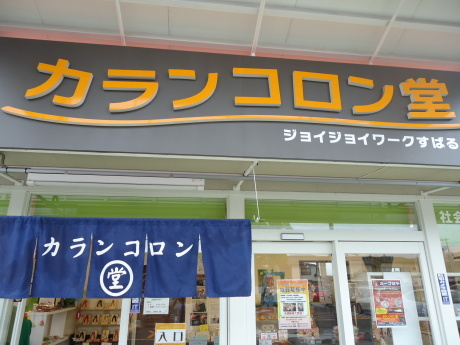 カランコロン堂
ジョイジョイワークすばる
社会
カランコロン
堂
入口